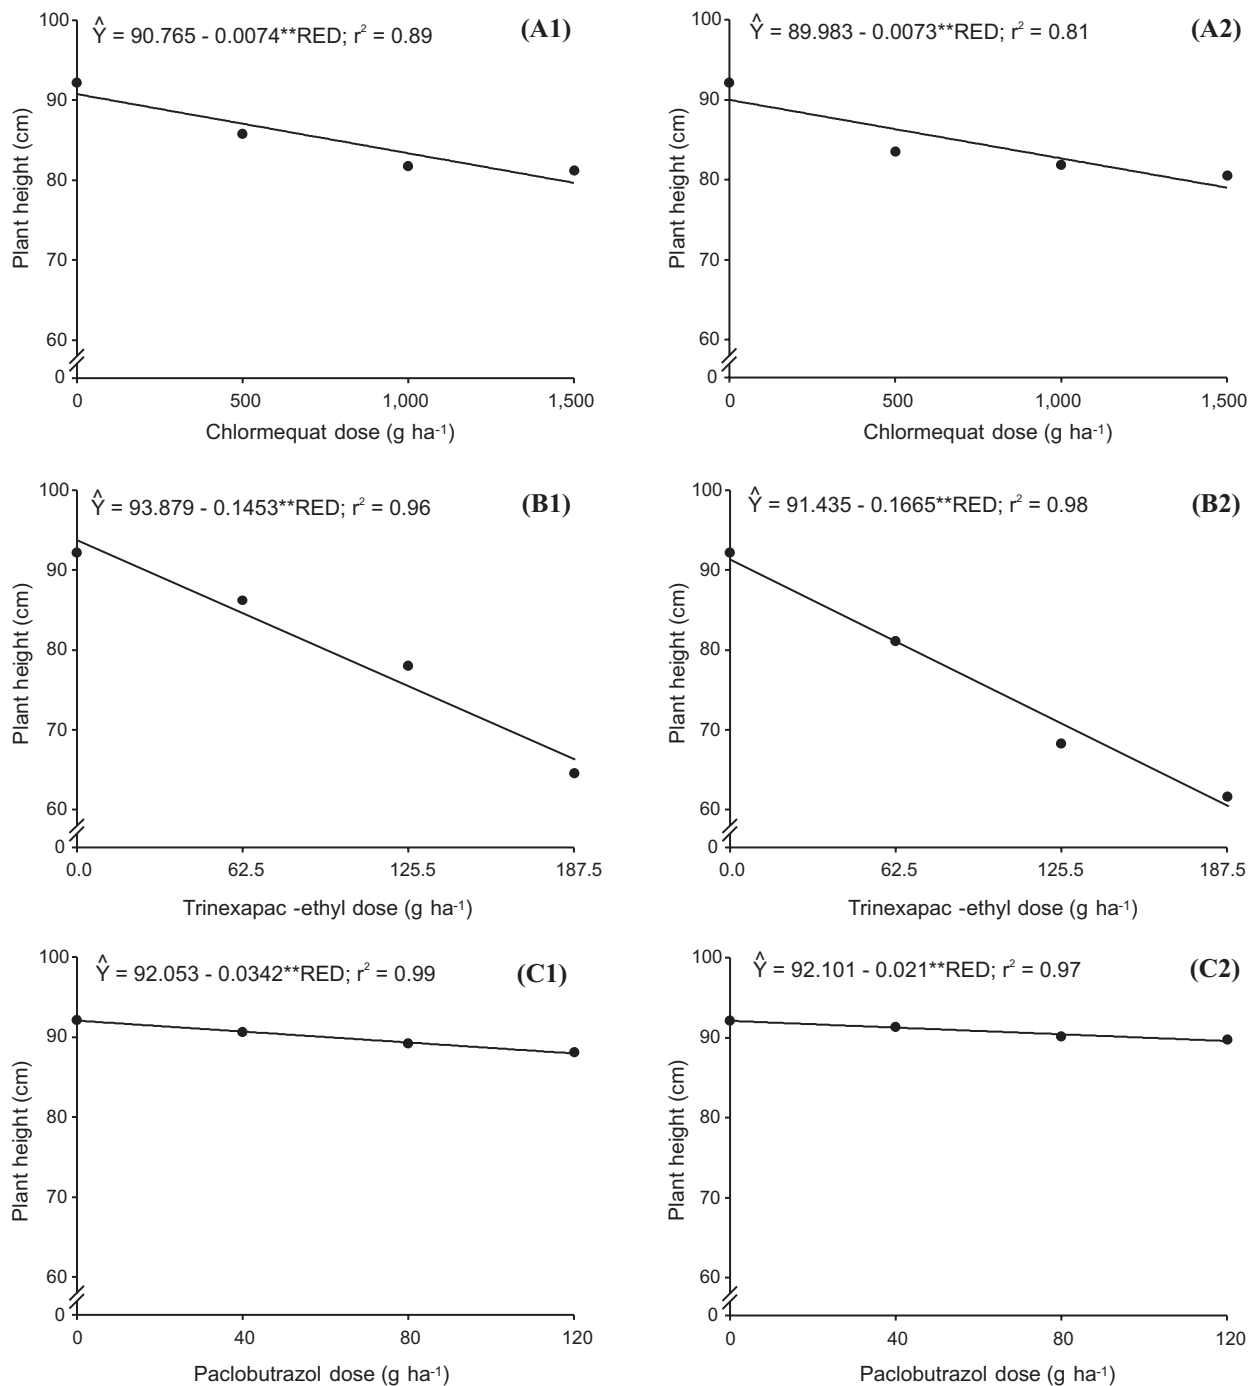 Ŷ = 90.765 - 0.0074**RED; r² = 0.89
(A1)
100
90
80
70
60
0
Plant height (cm)
0 500 1,000 1,500
Chlormequat dose (g ha⁻¹)
Ŷ = 89.983 - 0.0073**RED; r² = 0.81
(A2)
100
90
80
70
60
0
Plant height (cm)
0 500 1,000 1,500
Chlormequat dose (g ha⁻¹)
Ŷ = 93.879 - 0.1453**RED; r² = 0.96
(B1)
100
90
80
70
60
0
Plant height (cm)
0.0 62.5 125.5 187.5
Trinexapac -ethyl dose (g ha⁻¹)
Ŷ = 91.435 - 0.1665**RED; r² = 0.98
(B2)
100
90
80
70
60
0
Plant height (cm)
0.0 62.5 125.5 187.5
Trinexapac -ethyl dose (g ha⁻¹)
Ŷ = 92.053 - 0.0342**RED; r² = 0.99
(C1)
100
90
80
70
60
0
Plant height (cm)
0 40 80 120
Paclobutrazol dose (g ha⁻¹)
Ŷ = 92.101 - 0.021**RED; r² = 0.97
(C2)
100
90
80
70
60
0
Plant height (cm)
0 40 80 120
Paclobutrazol dose (g ha⁻¹)